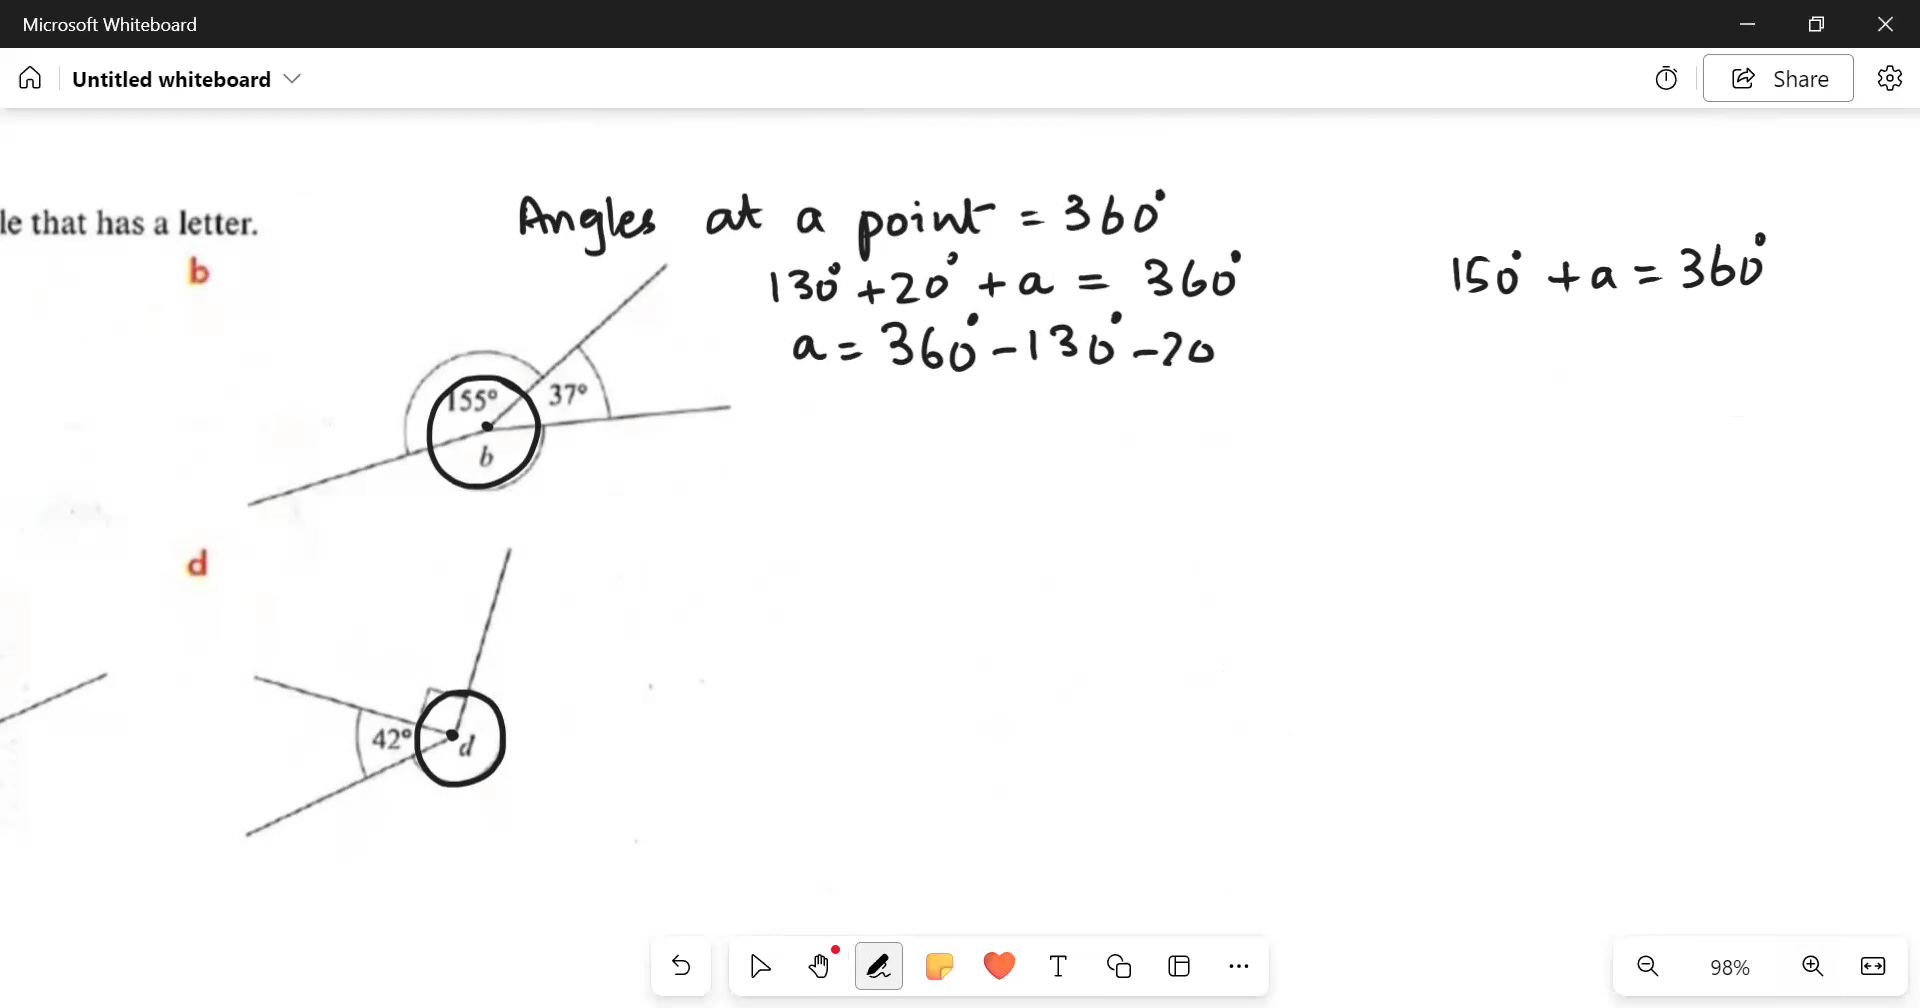 Microsoft Whiteboard
Untitled whiteboard
Share
le that has a letter.
Angles at a point = 360°
b
130° + 20° + a = 360°
150° + a = 360°
a = 360° - 130° - 20
155°
37°
b
d
42°
d
T
98%